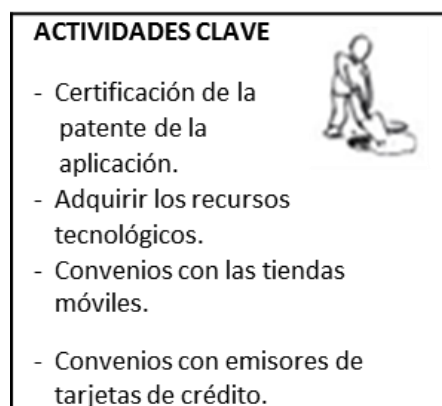 ACTIVIDADES CLAVE
- Certificación de la
patente de la
aplicación.
- Adquirir los recursos
tecnológicos.
- Convenios con las tiendas
móviles.
- Convenios con emisores de
tarjetas de crédito.